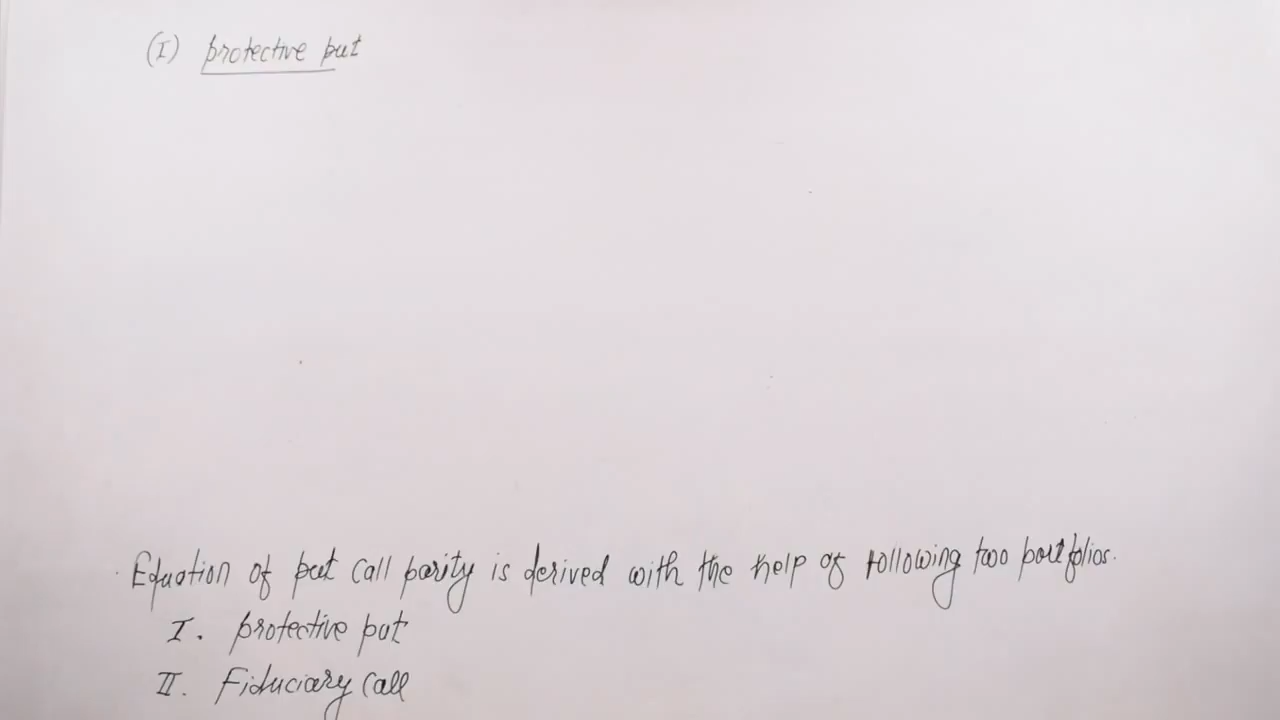 (I) protective put
Equation of put call parity is derived with the help of following two portfolios.
I. protective put
II. Fiduciary Call